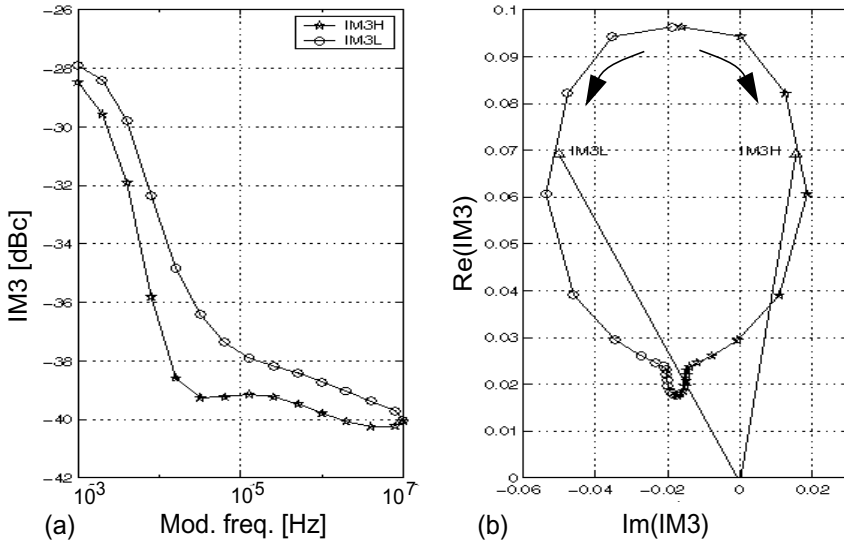 IM3H
IM3L
IM3 [dBc]
-26
-28
-30
-32
-34
-36
-38
-40
-42
10-3
10-5
107
(a)
Mod. freq. [Hz]
Re(IM3)
0.1
0.09
0.08
0.07
0.06
0.05
0.04
0.03
0.02
0.01
0
IM3L
IM3H
-0.06
-0.04
-0.02
0
0.02
(b)
Im(IM3)